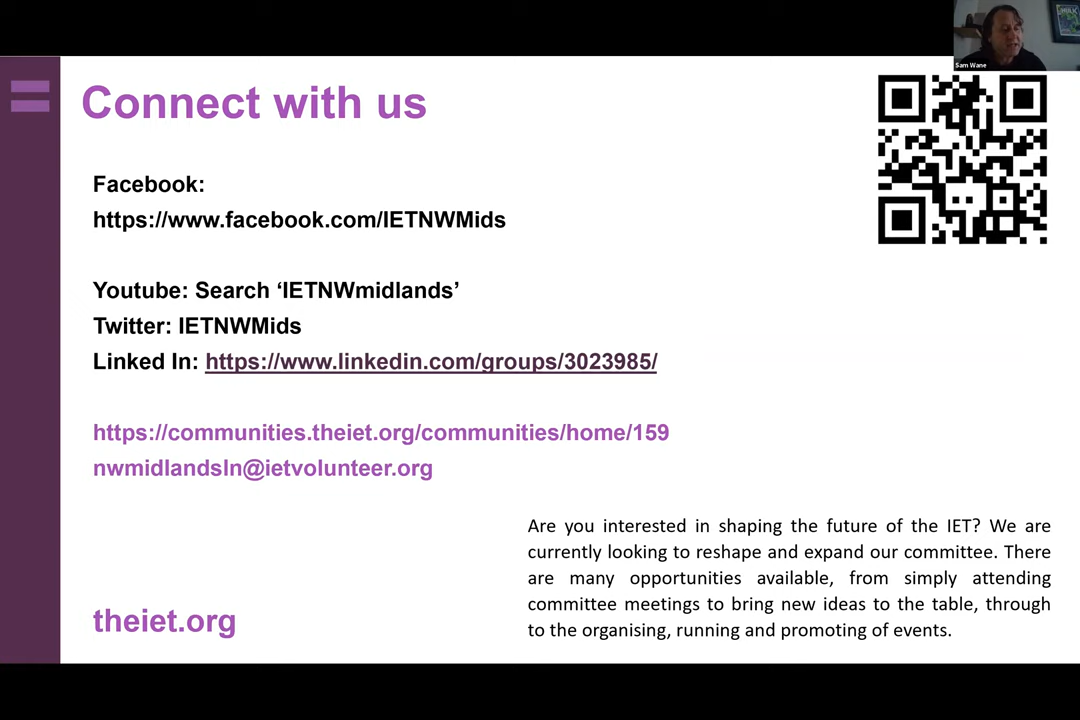 Sam Wane
Connect with us
Facebook:
https://www.facebook.com/IETNWMids
Youtube: Search ‘IETNWmidlands’
Twitter: IETNWMids
Linked In: https://www.linkedin.com/groups/3023985/
https://communities.theiet.org/communities/home/159
nwmidlandsln@ietvolunteer.org
Are you interested in shaping the future of the IET? We are
currently looking to reshape and expand our committee. There
are many opportunities available, from simply attending
committee meetings to bring new ideas to the table, through
to the organising, running and promoting of events.
theiet.org